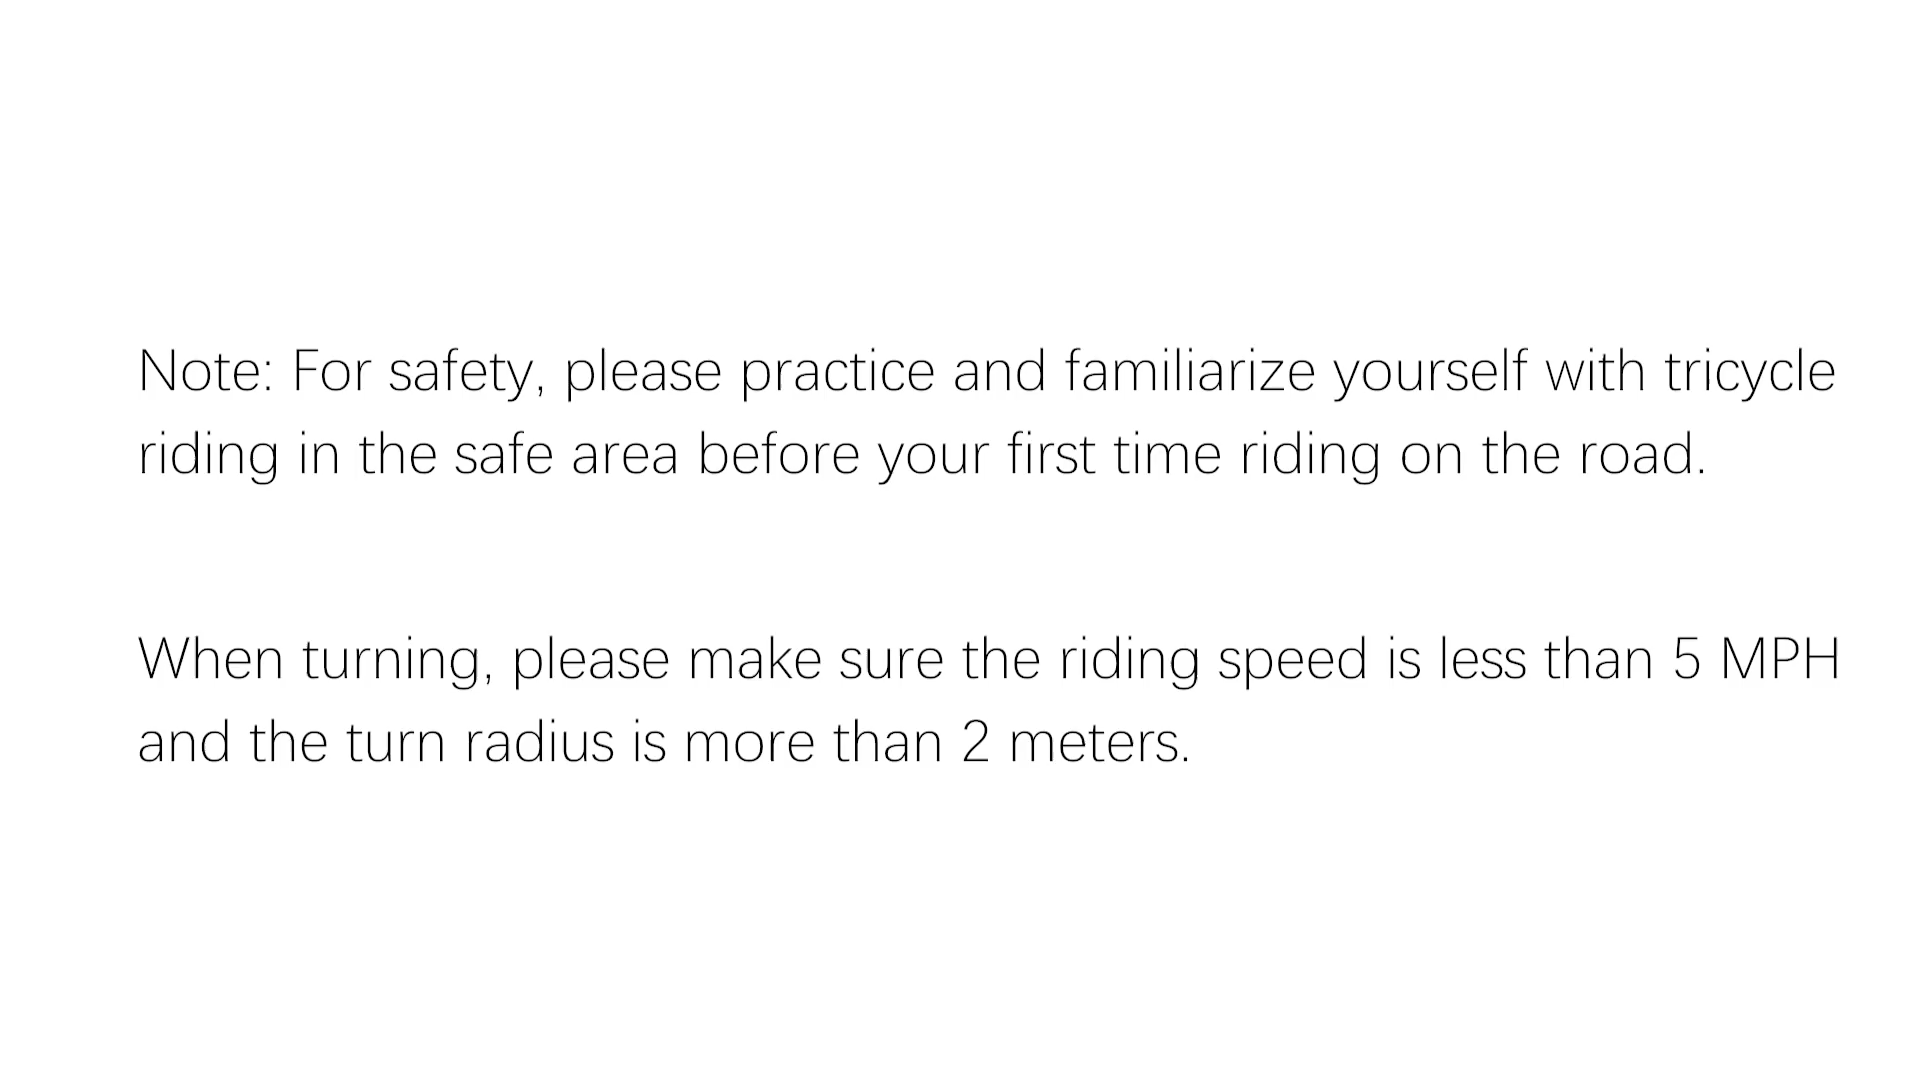 Note: For safety, please practice and familiarize yourself with tricycle
riding in the safe area before your first time riding on the road.
When turning, please make sure the riding speed is less than 5 MPH
and the turn radius is more than 2 meters.